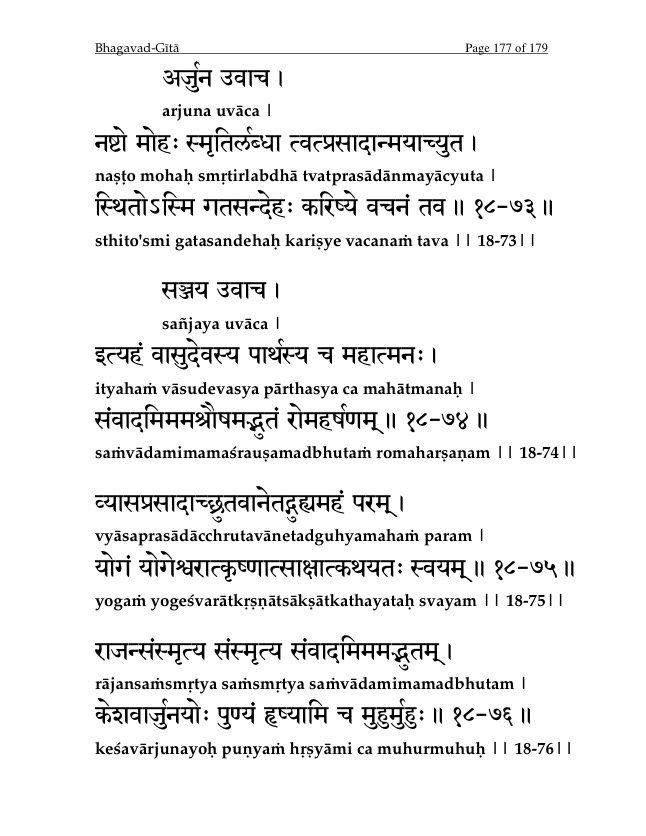 Bhagavad-Gītā Page 177 of 179
अर्जुन उवाच ।
arjuna uvāca |
नष्टो मोहः स्मृतिर्लब्धा त्वत्प्रसादान्मयाच्युत ।
naṣṭo mohaḥ smṛtirlabdhā tvatprasādānmayācyuta |
स्थितोऽस्मि गतसन्देहः करिष्ये वचनं तव ॥ १८-७३ ॥
sthito'smi gatasandehaḥ kariṣye vacanaṁ tava || 18-73||
सञ्जय उवाच ।
sañjaya uvāca |
इत्यहं वासुदेवस्य पार्थस्य च महात्मनः ।
ityahaṁ vāsudevasya pārthasya ca mahātmanaḥ |
संवादमिममश्रौषमद्भुतं रोमहर्षणम् ॥ १८-७४ ॥
saṁvādamimamaśrauṣamadbhutaṁ romaharṣaṇam || 18-74||
व्यासप्रसादाच्छ्रुतवानेतद्गुह्यमहं परम् ।
vyāsaprasādācchrutavānetadguhyamahaṁ param |
योगं योगेश्वरात्कृष्णात्साक्षात्कथयतः स्वयम् ॥ १८-७५ ॥
yogaṁ yogeśvarātkṛṣṇātsākṣātkathayataḥ svayam || 18-75||
राजन्संस्मृत्य संस्मृत्य संवादमिममद्भुतम् ।
rājansaṁsmṛtya saṁsmṛtya saṁvādamimamadbhutam |
केशवार्जुनयोः पुण्यं हृष्यामि च मुहुर्मुहुः ॥ १८-७६ ॥
keśavārjunayoḥ puṇyaṁ hṛṣyāmi ca muhurmuhuḥ || 18-76||